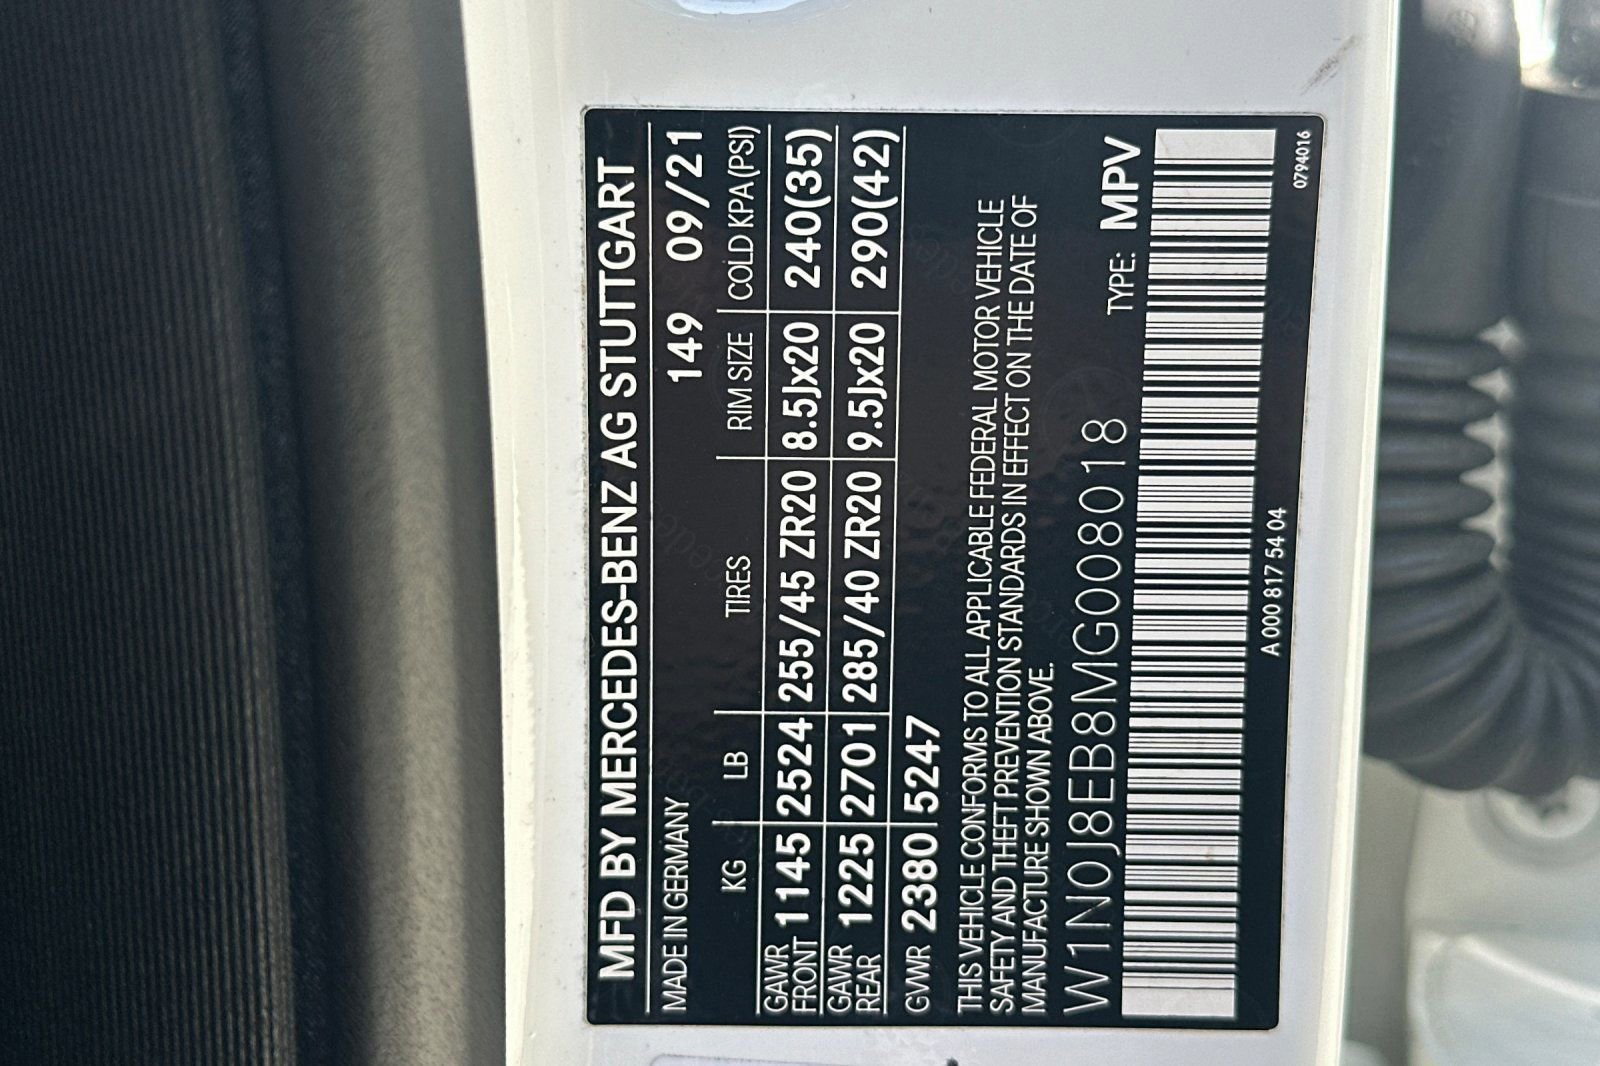 MFD BY MERCEDES-BENZ AG STUTTGART
MADE IN GERMANY 149 09/21
KG LB TIRES RIM SIZE COLD KPA(PSI)
GAWR FRONT 1145 2524 255/45 ZR20 8.5Jx20 240(35)
GAWR REAR 1225 2701 285/40 ZR20 9.5Jx20 290(42)
GVWR 2380 5247
THIS VEHICLE CONFORMS TO ALL APPLICABLE FEDERAL MOTOR VEHICLE
SAFETY AND THEFT PREVENTION STANDARDS IN EFFECT ON THE DATE OF
MANUFACTURE SHOWN ABOVE.
W1N0J8EB8MG008018 TYPE: MPV
A 000 817 54 04 0794016